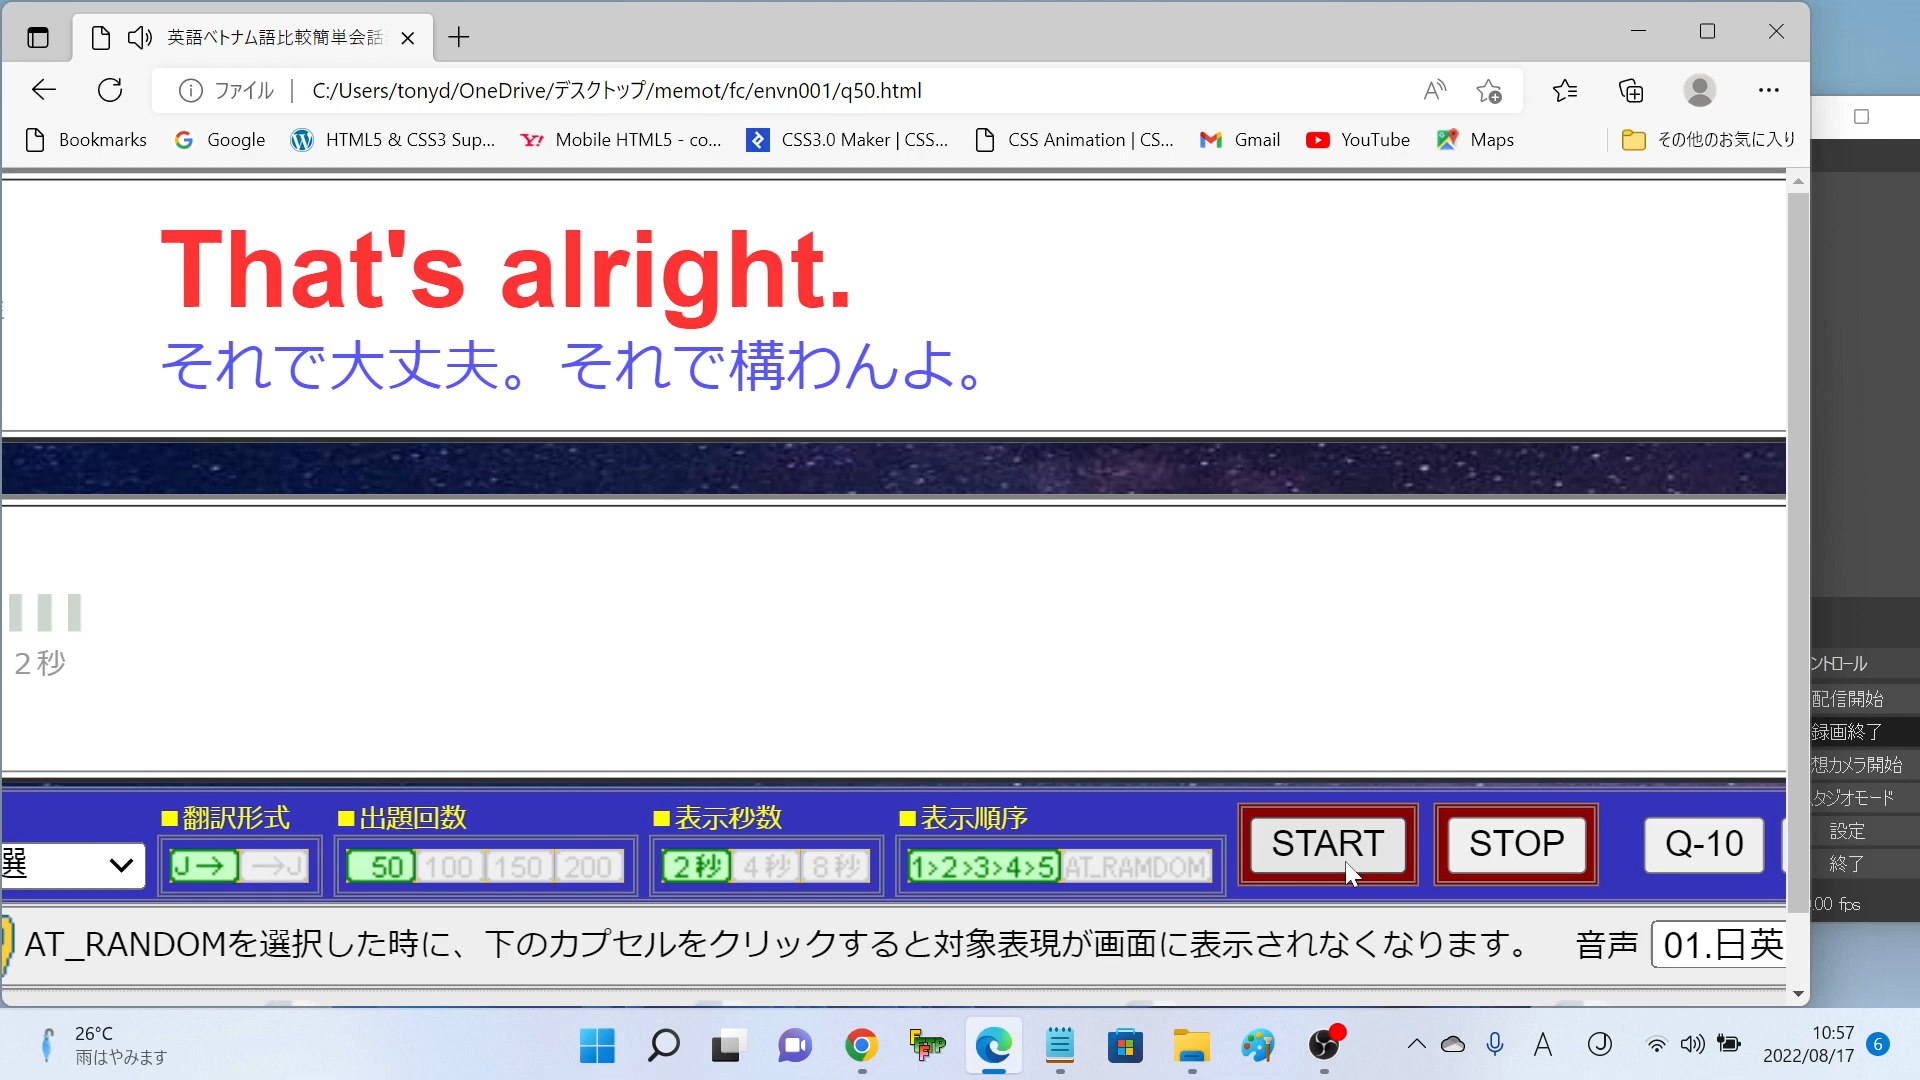 英語ベトナム語比較簡単会話
ファイル C:/Users/tonyd/OneDrive/デスクトップ/memot/fc/envn001/q50.html
Bookmarks Google HTML5 & CSS3 Sup... Mobile HTML5 - co... CSS3.0 Maker | CSS... CSS Animation | CS... Gmail YouTube Maps その他のお気に入り
That's alright.
それで大丈夫。それで構わんよ。
2秒
■翻訳形式 ■出題回数 ■表示秒数 ■表示順序
選 J→ →J 50 100 150 200 2秒 4秒 8秒 1>2>3>4>5 AT_RAMDOM START STOP Q-10
AT_RANDOMを選択した時に、下のカプセルをクリックすると対象表現が画面に表示されなくなります。 音声 01.日英
ントロール
配信開始
録画終了
想カメラ開始
タジオモード
設定
終了
.00 fps
26°C
雨はやみます
A J
10:57
2022/08/17 6